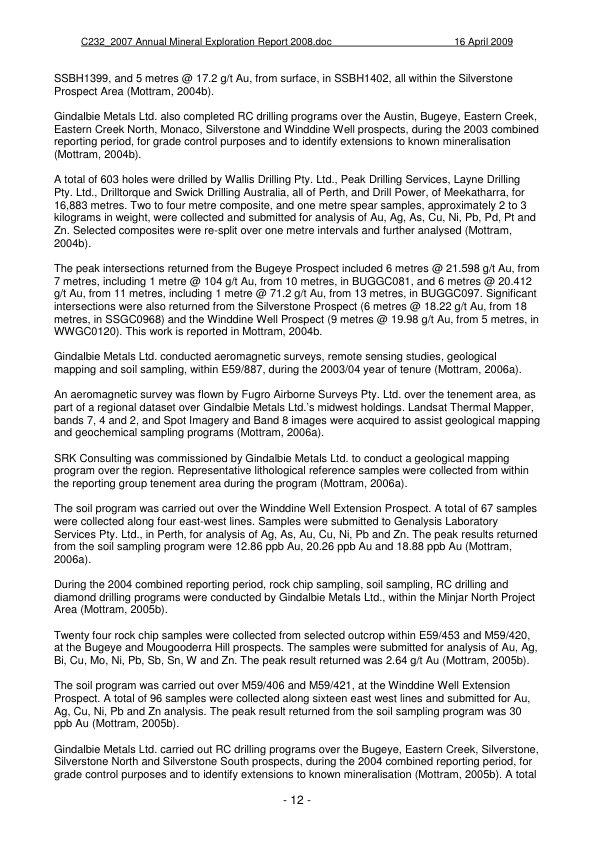 C232_2007 Annual Mineral Exploration Report 2008.doc 16 April 2009
SSBH1399, and 5 metres @ 17.2 g/t Au, from surface, in SSBH1402, all within the Silverstone
Prospect Area (Mottram, 2004b).
Gindalbie Metals Ltd. also completed RC drilling programs over the Austin, Bugeye, Eastern Creek,
Eastern Creek North, Monaco, Silverstone and Winddine Well prospects, during the 2003 combined
reporting period, for grade control purposes and to identify extensions to known mineralisation
(Mottram, 2004b).
A total of 603 holes were drilled by Wallis Drilling Pty. Ltd., Peak Drilling Services, Layne Drilling
Pty. Ltd., Drilltorque and Swick Drilling Australia, all of Perth, and Drill Power, of Meekatharra, for
16,883 metres. Two to four metre composite, and one metre spear samples, approximately 2 to 3
kilograms in weight, were collected and submitted for analysis of Au, Ag, As, Cu, Ni, Pb, Pd, Pt and
Zn. Selected composites were re-split over one metre intervals and further analysed (Mottram,
2004b).
The peak intersections returned from the Bugeye Prospect included 6 metres @ 21.598 g/t Au, from
7 metres, including 1 metre @ 104 g/t Au, from 10 metres, in BUGGC081, and 6 metres @ 20.412
g/t Au, from 11 metres, including 1 metre @ 71.2 g/t Au, from 13 metres, in BUGGC097. Significant
intersections were also returned from the Silverstone Prospect (6 metres @ 18.22 g/t Au, from 18
metres, in SSGC0968) and the Winddine Well Prospect (9 metres @ 19.98 g/t Au, from 5 metres, in
WWGC0120). This work is reported in Mottram, 2004b.
Gindalbie Metals Ltd. conducted aeromagnetic surveys, remote sensing studies, geological
mapping and soil sampling, within E59/887, during the 2003/04 year of tenure (Mottram, 2006a).
An aeromagnetic survey was flown by Fugro Airborne Surveys Pty. Ltd. over the tenement area, as
part of a regional dataset over Gindalbie Metals Ltd.'s midwest holdings. Landsat Thermal Mapper,
bands 7, 4 and 2, and Spot Imagery and Band 8 images were acquired to assist geological mapping
and geochemical sampling programs (Mottram, 2006a).
SRK Consulting was commissioned by Gindalbie Metals Ltd. to conduct a geological mapping
program over the region. Representative lithological reference samples were collected from within
the reporting group tenement area during the program (Mottram, 2006a).
The soil program was carried out over the Winddine Well Extension Prospect. A total of 67 samples
were collected along four east-west lines. Samples were submitted to Genalysis Laboratory
Services Pty. Ltd., in Perth, for analysis of Ag, As, Au, Cu, Ni, Pb and Zn. The peak results returned
from the soil sampling program were 12.86 ppb Au, 20.26 ppb Au and 18.88 ppb Au (Mottram,
2006a).
During the 2004 combined reporting period, rock chip sampling, soil sampling, RC drilling and
diamond drilling programs were conducted by Gindalbie Metals Ltd., within the Minjar North Project
Area (Mottram, 2005b).
Twenty four rock chip samples were collected from selected outcrop within E59/453 and M59/420,
at the Bugeye and Mougooderra Hill prospects. The samples were submitted for analysis of Au, Ag,
Bi, Cu, Mo, Ni, Pb, Sb, Sn, W and Zn. The peak result returned was 2.64 g/t Au (Mottram, 2005b).
The soil program was carried out over M59/406 and M59/421, at the Winddine Well Extension
Prospect. A total of 96 samples were collected along sixteen east west lines and submitted for Au,
Ag, Cu, Ni, Pb and Zn analysis. The peak result returned from the soil sampling program was 30
ppb Au (Mottram, 2005b).
Gindalbie Metals Ltd. carried out RC drilling programs over the Bugeye, Eastern Creek, Silverstone,
Silverstone North and Silverstone South prospects, during the 2004 combined reporting period, for
grade control purposes and to identify extensions to known mineralisation (Mottram, 2005b). A total
- 12 -